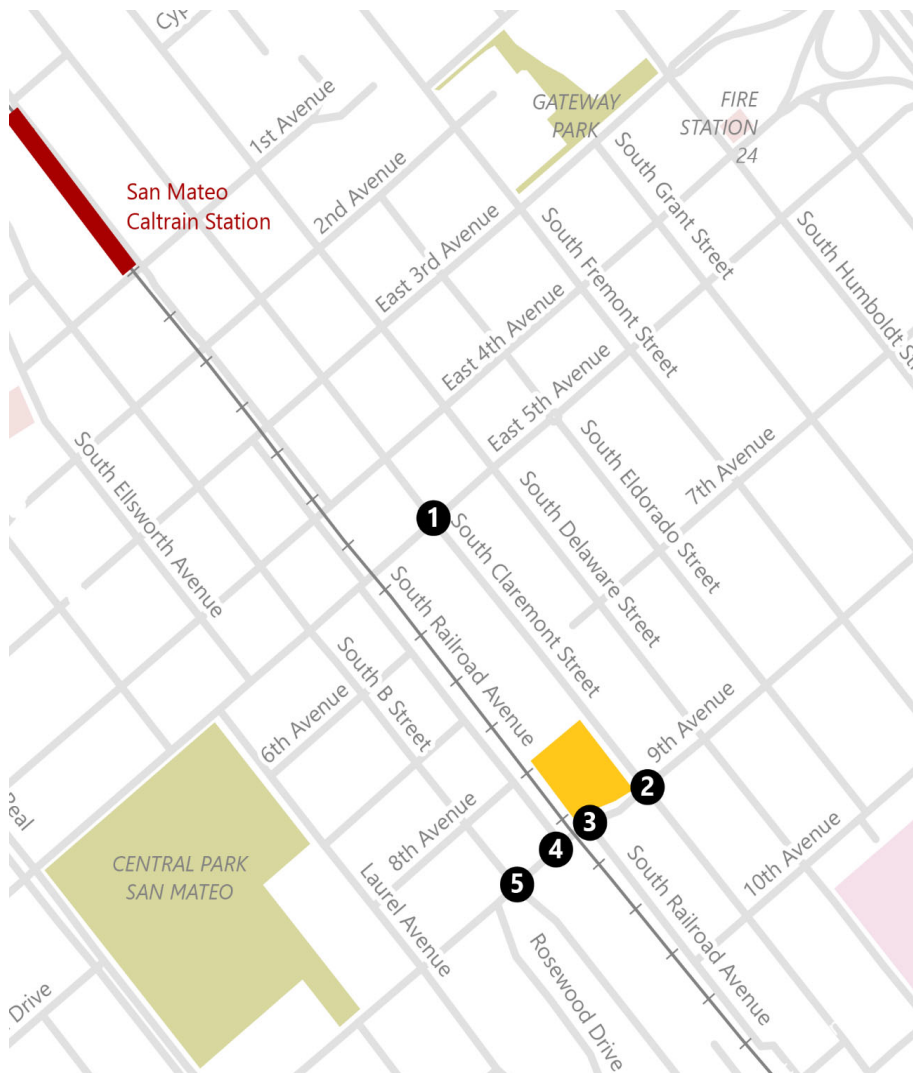 Cyp
1st Avenue
GATEWAY
PARK
FIRE
STATION
24
San Mateo
Caltrain Station
2nd Avenue
South Grant Street
East 3rd Avenue
South Fremont Street
South Humboldt Str
East 4th Avenue
East 5th Avenue
South Ellsworth Avenue
South Eldorado Street
7th Avenue
South Delaware Street
1
South Claremont Street
South Railroad Avenue
South B Street
6th Avenue
9th Avenue
2
3
4
5
8th Avenue
Real
CENTRAL PARK
SAN MATEO
Laurel Avenue
10th Avenue
South Railroad Avenue
Rosewood Drive
Drive